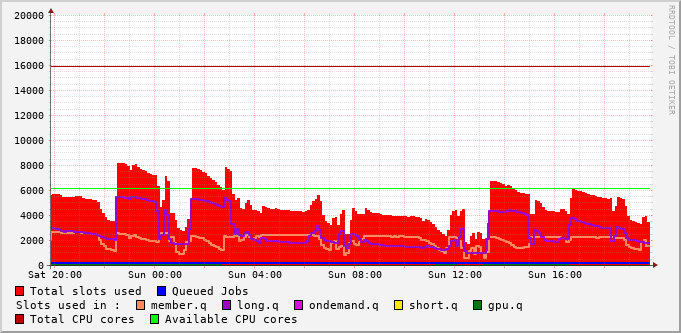 20000
18000
16000
14000
12000
10000
8000
6000
4000
2000
0
Sat 20:00 Sun 00:00 Sun 04:00 Sun 08:00 Sun 12:00 Sun 16:00
Total slots used Queued Jobs
Slots used in : member.q long.q ondemand.q short.q gpu.q
Total CPU cores Available CPU cores
RRDTOOL / TOBI OETIKER